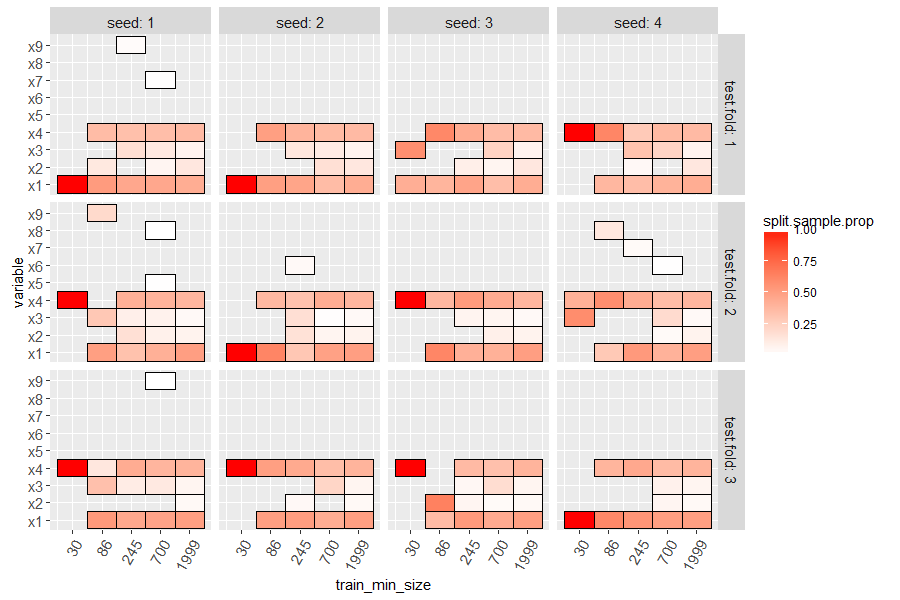 seed: 1
seed: 2
seed: 3
seed: 4
variable
x9
x8
x7
x6
x5
x4
x3
x2
x1
test.fold: 1
x9
x8
x7
x6
x5
x4
x3
x2
x1
test.fold: 2
x9
x8
x7
x6
x5
x4
x3
x2
x1
test.fold: 3
30
86
245
700
1999
30
86
245
700
1999
30
86
245
700
1999
30
86
245
700
1999
train_min_size
split.sample.prop
1.00
0.75
0.50
0.25